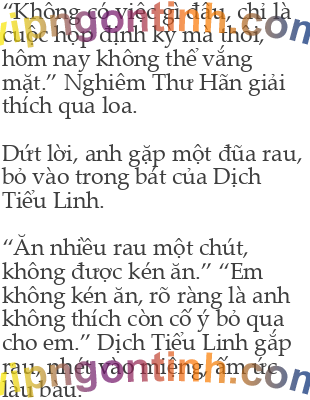 “Không có việc gì đâu, chỉ là
cuộc họp định kỳ mà thôi,
hôm nay không thể vắng
mặt.” Nghiêm Thư Hãn giải
thích qua loa.
Dứt lời, anh gắp một đũa rau,
bỏ vào trong bát của Dịch
Tiểu Linh.
“Ăn nhiều rau một chút,
không được kén ăn.” “Em
không kén ăn, rõ ràng là anh
không thích còn cố ý bỏ qua
cho em.” Dịch Tiểu Linh gắp
rau, nhét vào miệng, ấm ức
làu bàu.
vipngontinh.com
vipngontinh.com